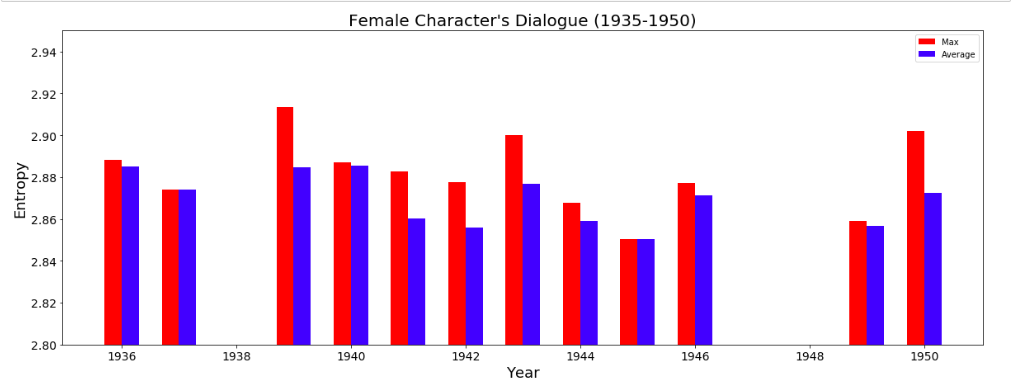 Female Character's Dialogue (1935-1950)
Max
Average
Entropy
2.94
2.92
2.90
2.88
2.86
2.84
2.82
2.80
1936 1938 1940 1942 1944 1946 1948 1950
Year